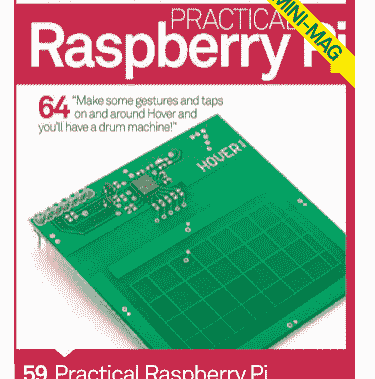 PRACTICAL
Raspberry Pi
MINI-MAG
64 "Make some gestures and taps
on and around Hover and
you'll have a drum machine!"
HOVER!
59 Practical Raspberry Pi